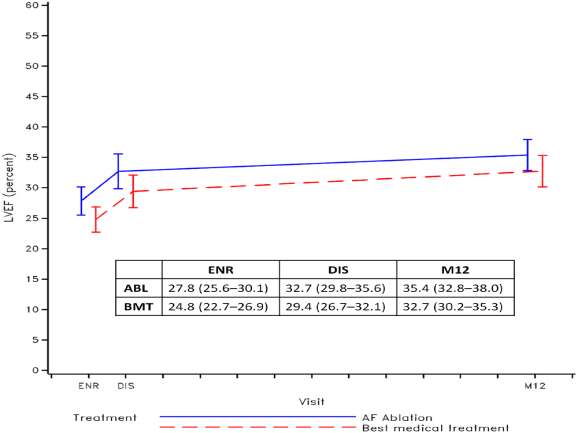 60
55
50
45
40
35
30
25
20
15
10
5
0
LVEF (percent)
ENR DIS M12
ABL 27.8 (25.6–30.1) 32.7 (29.8–35.6) 35.4 (32.8–38.0)
BMT 24.8 (22.7–26.9) 29.4 (26.7–32.1) 32.7 (30.2–35.3)
ENR DIS M12
Visit
Treatment AF Ablation
Best medical treatment